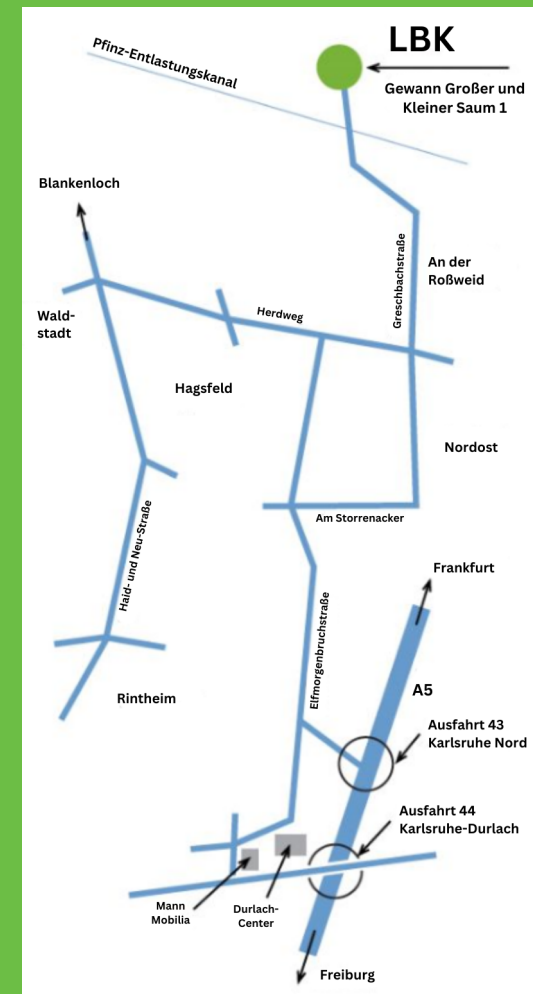 LBK
Pfinz-Entlastungskanal
Gewann Großer und
Kleiner Saum 1
Blankenloch
Greschbachstraße
An der
Roßweid
Wald-
stadt
Herdweg
Hagsfeld
Nordost
Am Storrenacker
Haid- und Neu-Straße
Frankfurt
Elfmorgenbruchstraße
A5
Rintheim
Ausfahrt 43
Karlsruhe Nord
Ausfahrt 44
Karlsruhe-Durlach
Mann
Mobilia
Durlach-
Center
Freiburg